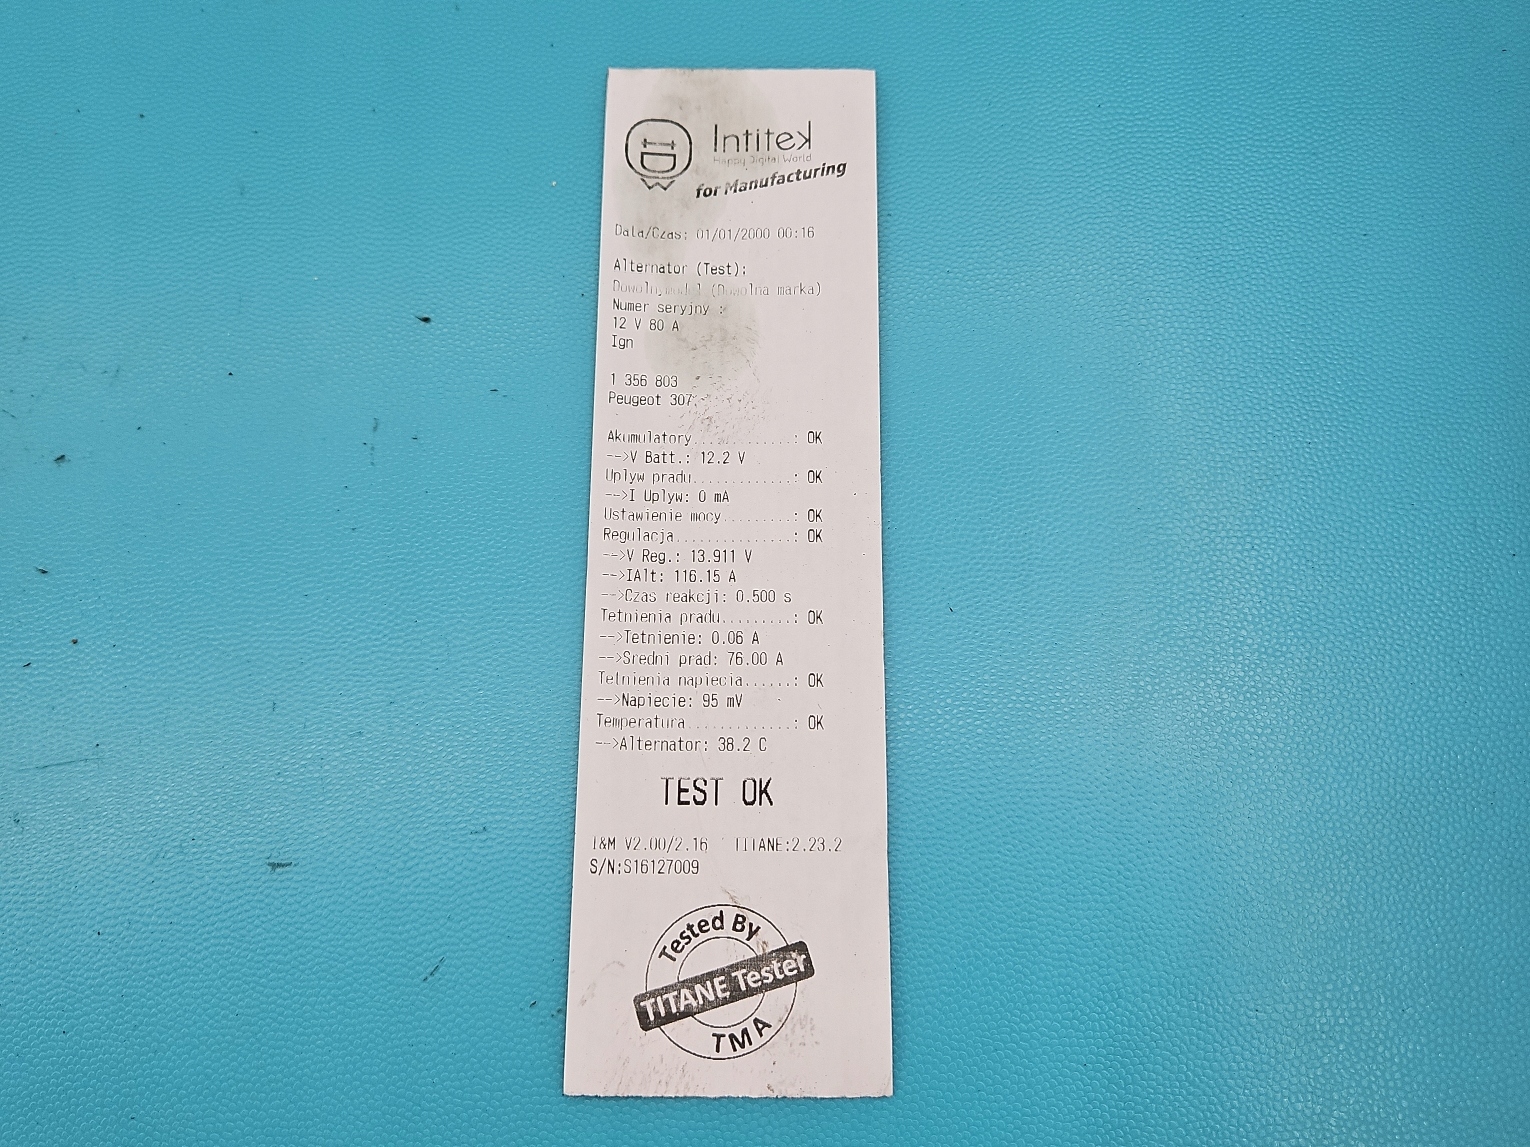 Intitek
Happy Digital World
for Manufacturing
Data/Czas: 01/01/2000 00:16
Alternator (Test):
Dowolny model (Dowolna marka)
Numer seryjny :
12 V 80 A
Ign
1 356 803
Peugeot 307
Akumulatory............: OK
-->V Batt.: 12.2 V
Uplyw pradu............: OK
-->I Uplyw: 0 mA
Ustawienie mocy.........: OK
Regulacja..............: OK
-->V Reg.: 13.911 V
-->IAlt: 116.15 A
-->Czas reakcji: 0.500 s
Tetnienia pradu.........: OK
-->Tetnienie: 0.06 A
-->Sredni prad: 76.00 A
Tetnienia napiecia......: OK
-->Napiecie: 95 mV
Temperatura.............: OK
-->Alternator: 38.2 C
TEST OK
I&M V2.00/2.16 TITANE:2.23.2
S/N:S16127009
Tested By
TITANE Tester
TMA